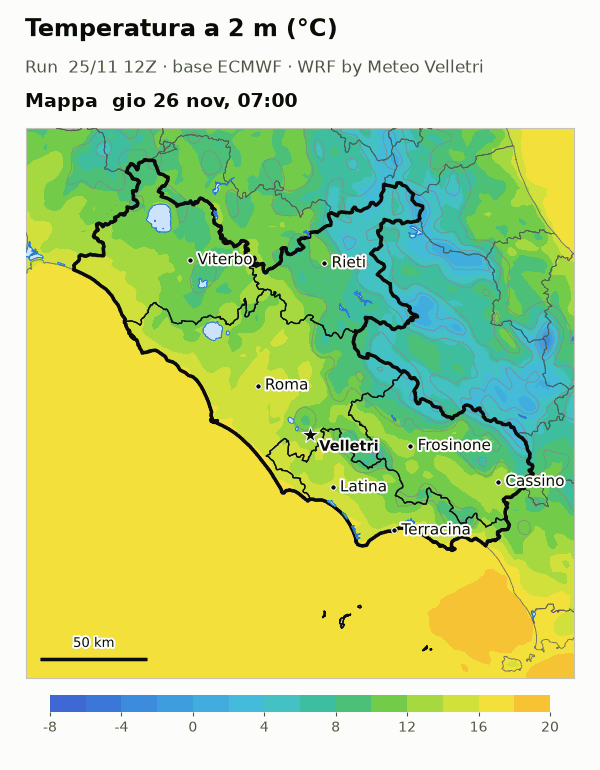 Temperatura a 2 m (°C)
Run  25/11 12Z · base ECMWF · WRF by Meteo Velletri
Mappa  gio 26 nov, 07:00
Viterbo
Rieti
Roma
Velletri
Frosinone
Latina
Cassino
Terracina
50 km
-8 -4 0 4 8 12 16 20